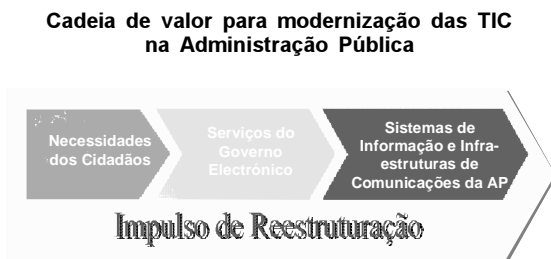 Cadeia de valor para modernização das TIC
na Administração Pública
Necessidades
dos Cidadãos
Serviços do
Governo
Electrónico
Sistemas de
Informação e Infra-
estruturas de
Comunicações da AP
Impulso de Reestruturação